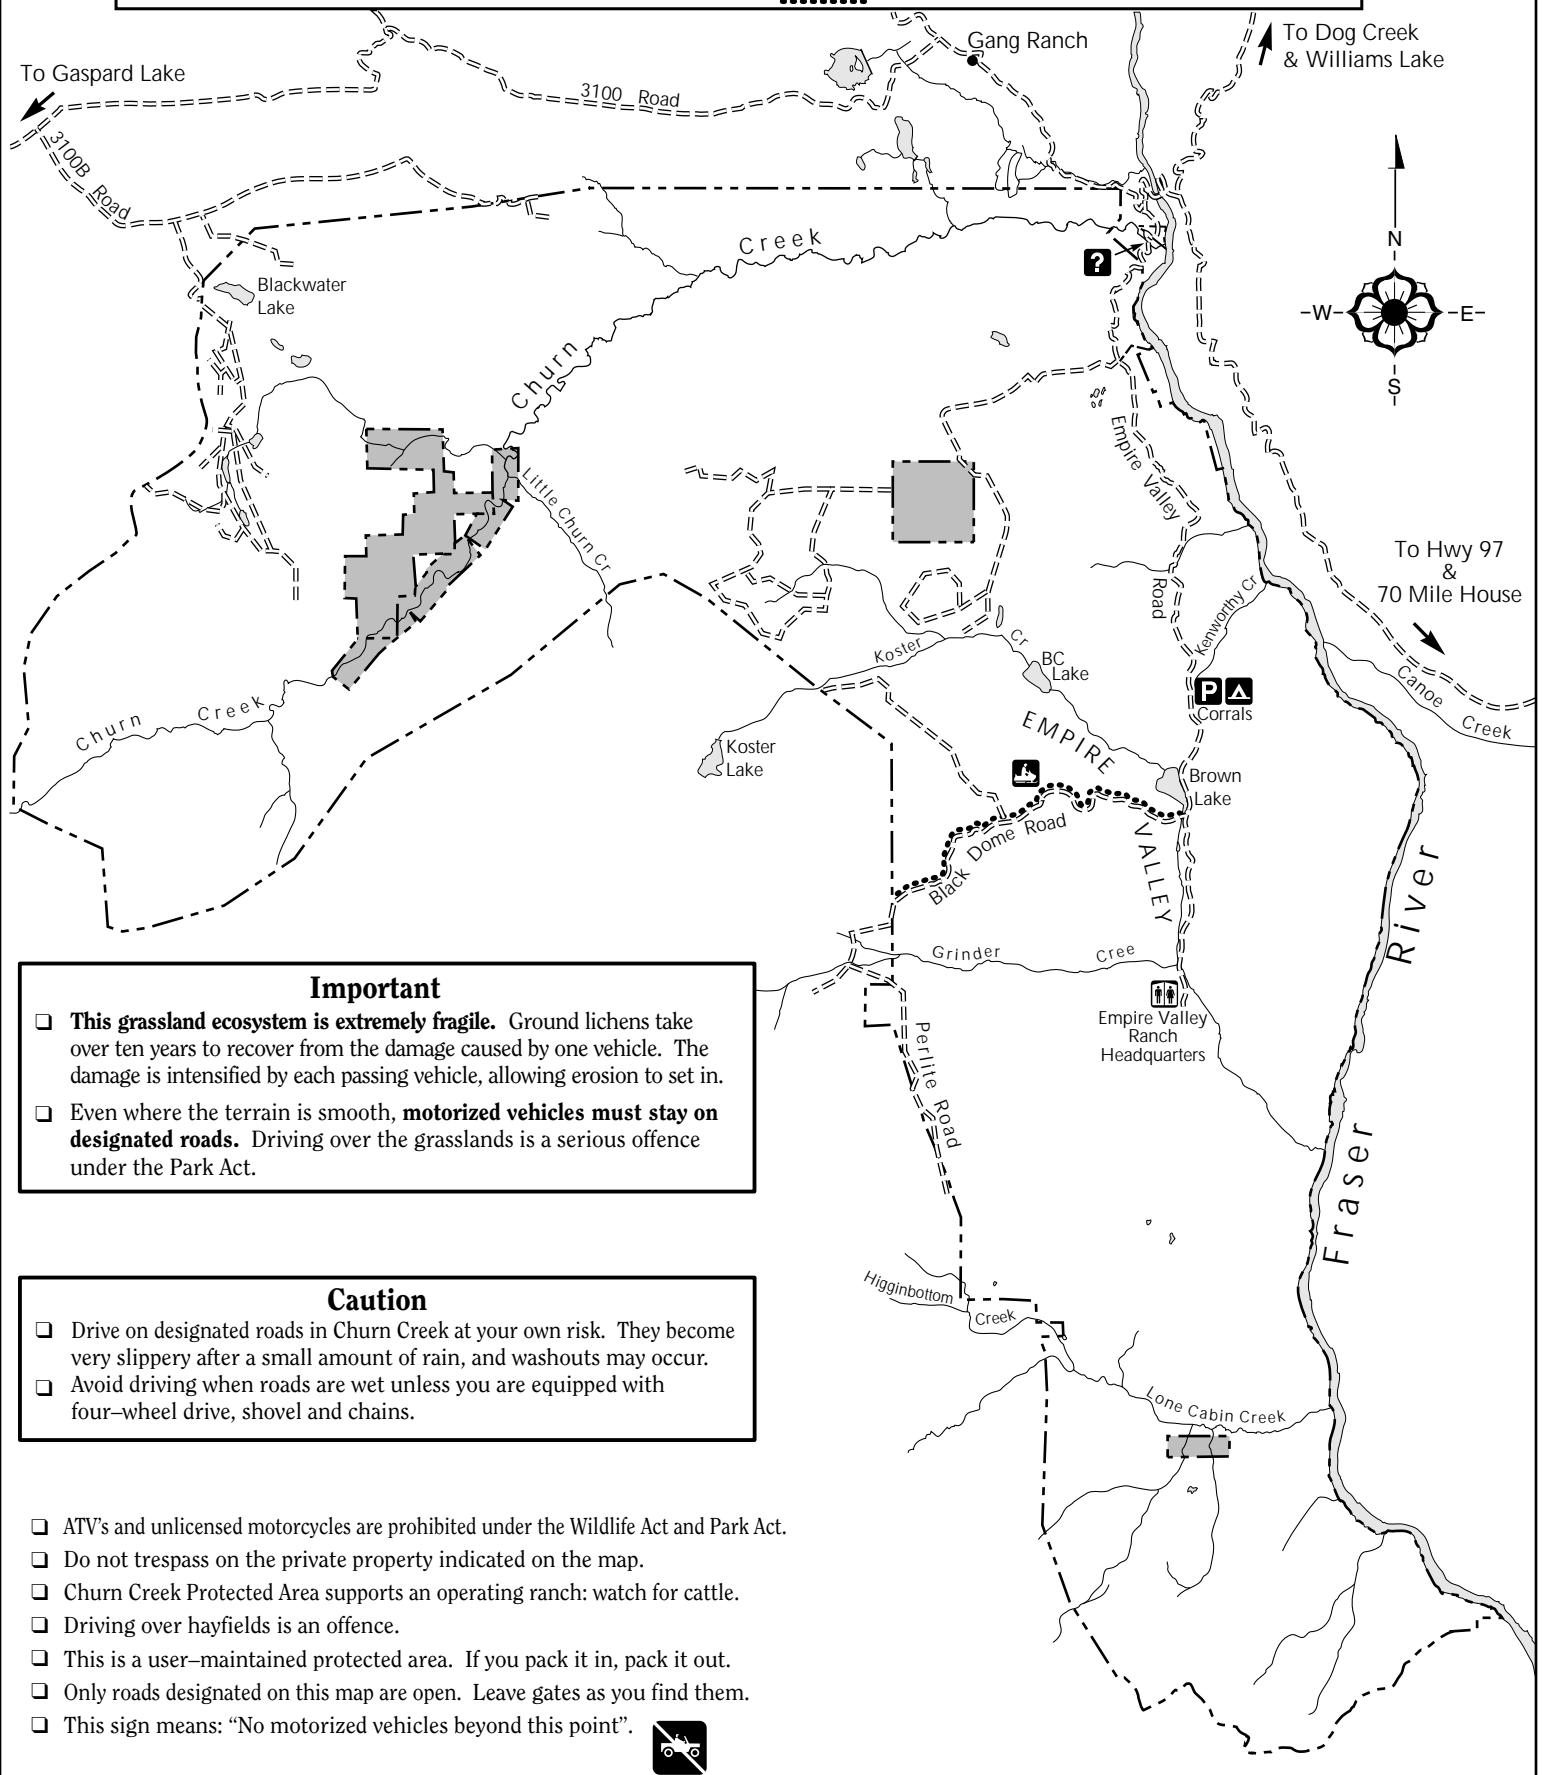 To Gaspard Lake
3100 Road
Gang Ranch
To Dog Creek
& Williams Lake
3100B Road
Creek
?
N
W
E
S
Blackwater
Lake
Churn
Little Churn Cr
Empire Valley
Road
Kenworthy Cr
To Hwy 97
&
70 Mile House
Koster
Cr
BC
Lake
P
Corrals
Canoe
Creek
Churn Creek
Koster
Lake
EMPIRE
VALLEY
Brown
Lake
Black Dome Road
Grinder Cree
Empire Valley
Ranch
Headquarters
Perlite Road
Fraser River
Higginbottom
Creek
Lone Cabin Creek
Important
❑ This grassland ecosystem is extremely fragile. Ground lichens take
over ten years to recover from the damage caused by one vehicle. The
damage is intensified by each passing vehicle, allowing erosion to set in.
❑ Even where the terrain is smooth, motorized vehicles must stay on
designated roads. Driving over the grasslands is a serious offence
under the Park Act.
Caution
❑ Drive on designated roads in Churn Creek at your own risk. They become
very slippery after a small amount of rain, and washouts may occur.
❑ Avoid driving when roads are wet unless you are equipped with
four–wheel drive, shovel and chains.
❑ ATV's and unlicensed motorcycles are prohibited under the Wildlife Act and Park Act.
❑ Do not trespass on the private property indicated on the map.
❑ Churn Creek Protected Area supports an operating ranch: watch for cattle.
❑ Driving over hayfields is an offence.
❑ This is a user–maintained protected area. If you pack it in, pack it out.
❑ Only roads designated on this map are open. Leave gates as you find them.
❑ This sign means: “No motorized vehicles beyond this point”.